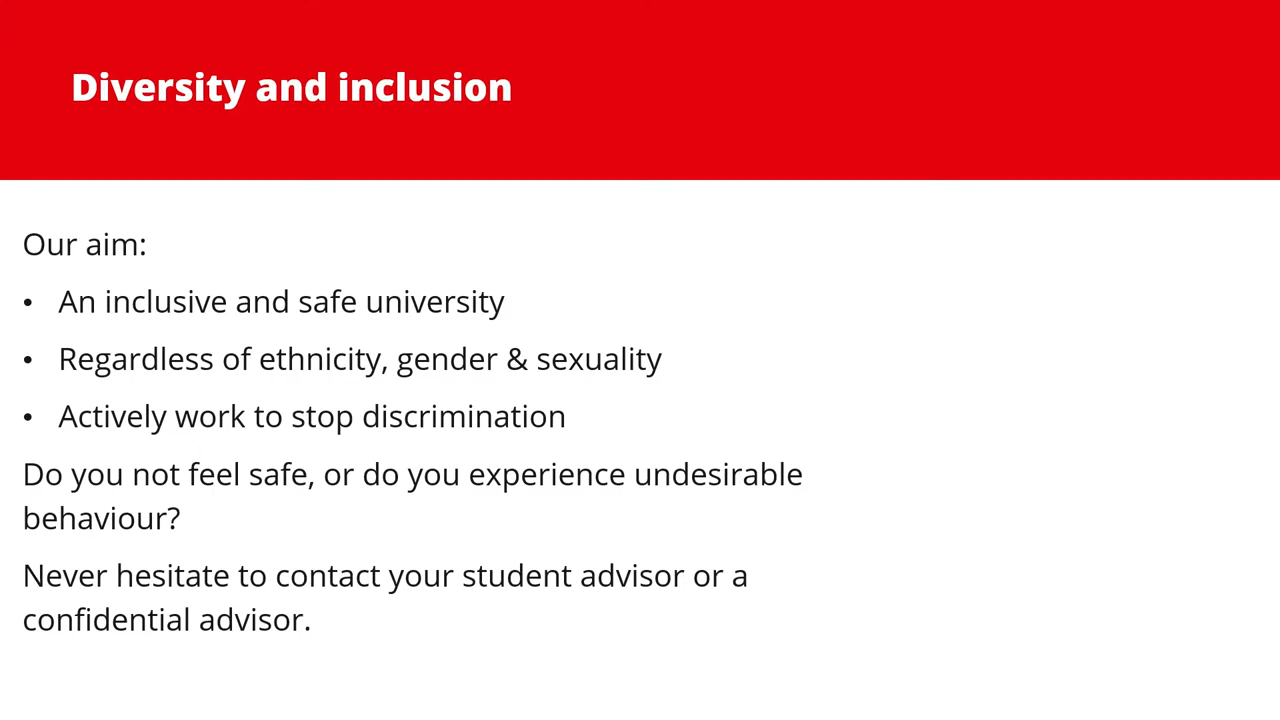 Diversity and inclusion
Our aim:
• An inclusive and safe university
• Regardless of ethnicity, gender & sexuality
• Actively work to stop discrimination
Do you not feel safe, or do you experience undesirable
behaviour?
Never hesitate to contact your student advisor or a
confidential advisor.